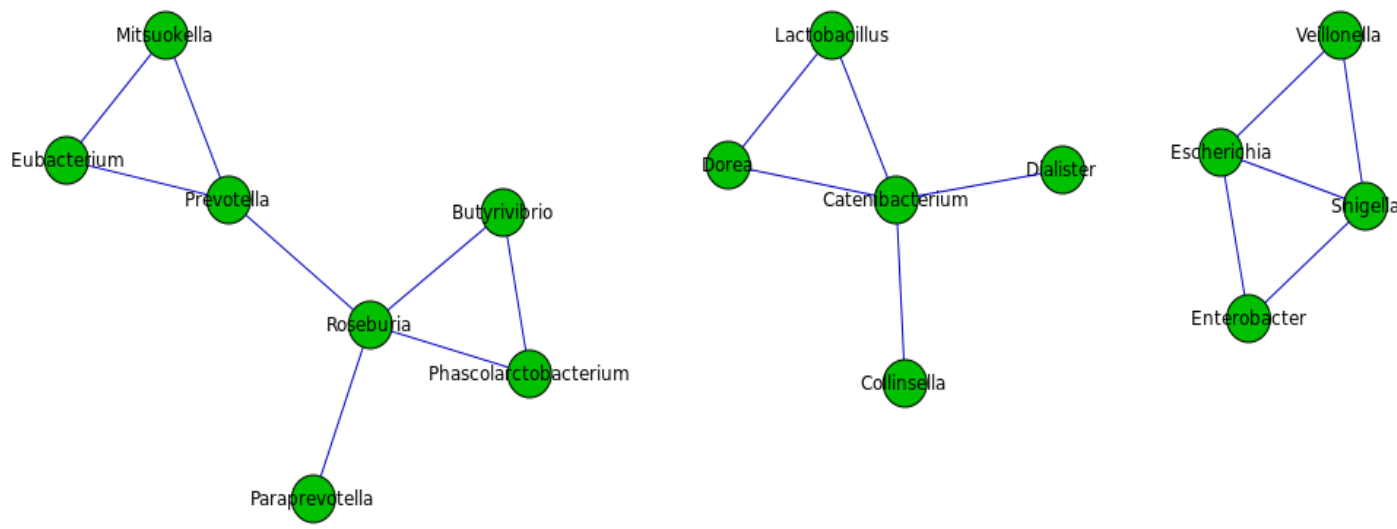 Mitsuokella
Lactobacillus
Veillonella
Eubacterium
Dorea
Dialister
Escherichia
Prevotella
Catenibacterium
Shigella
Butyrivibrio
Roseburia
Enterobacter
Phascolarctobacterium
Collinsella
Paraprevotella